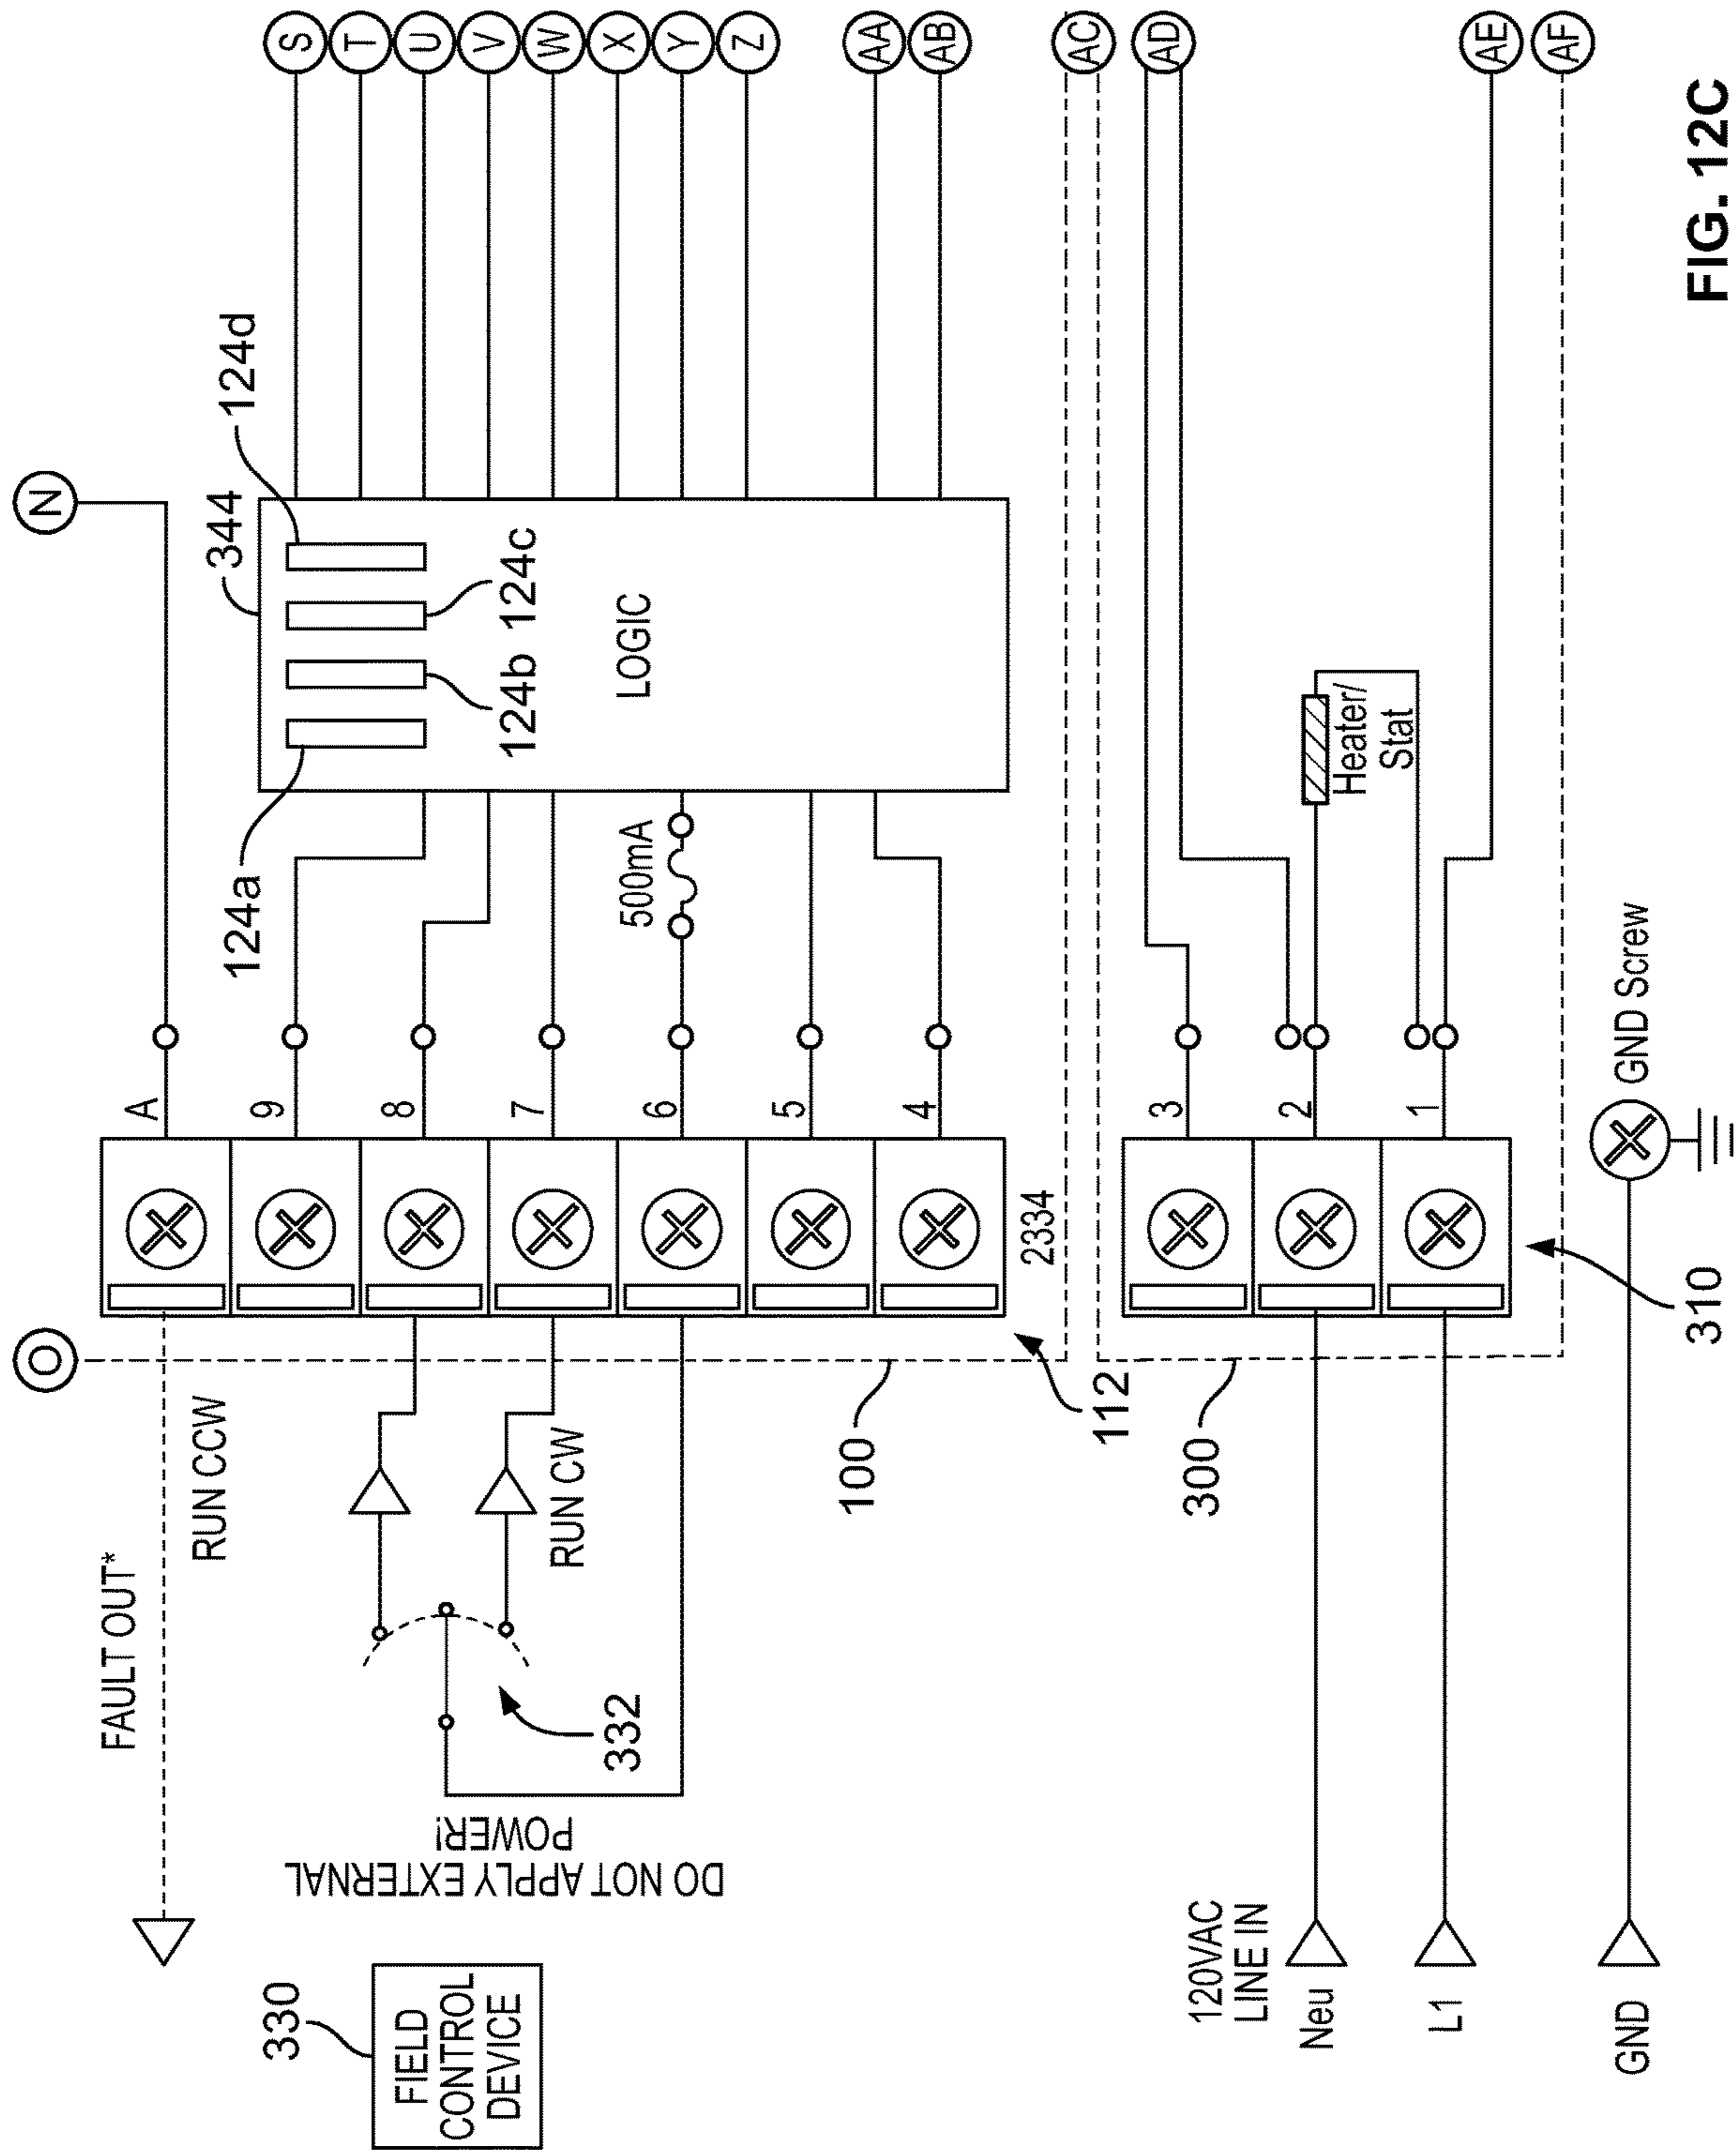 N
O
S
T
U
V
W
X
Y
Z
AA
AB
AC
AD
AE
AF
344
124d
124c
124b
124a
LOGIC
500mA
A
9
8
7
6
5
4
2334
112
100
FAULT OUT*
RUN CCW
RUN CW
332
DO NOT APPLY EXTERNAL
POWER!
330
FIELD
CONTROL
DEVICE
Heater/
Stat
3
2
1
310
300
GND Screw
120VAC
LINE IN
Neu
L1
GND
FIG. 12C